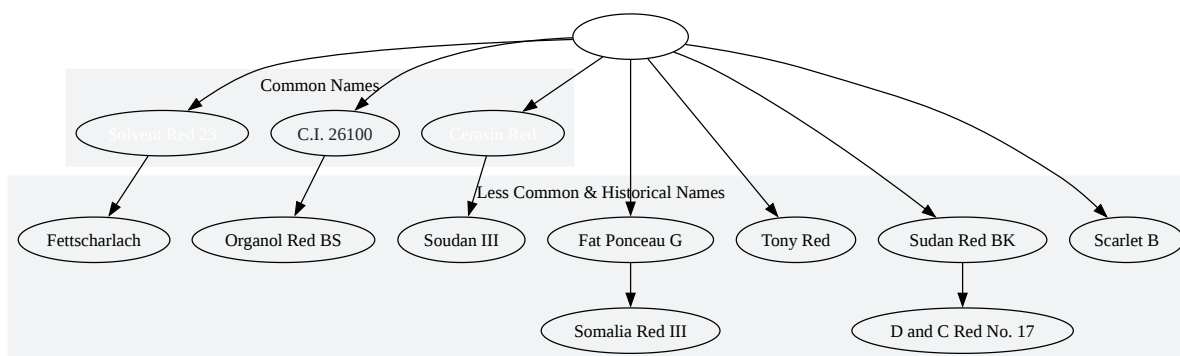 Common Names
Solvent Red 23
C.I. 26100
Cerasin Red
Less Common & Historical Names
Fettscharlach
Organol Red BS
Soudan III
Fat Ponceau G
Tony Red
Sudan Red BK
Scarlet B
Somalia Red III
D and C Red No. 17